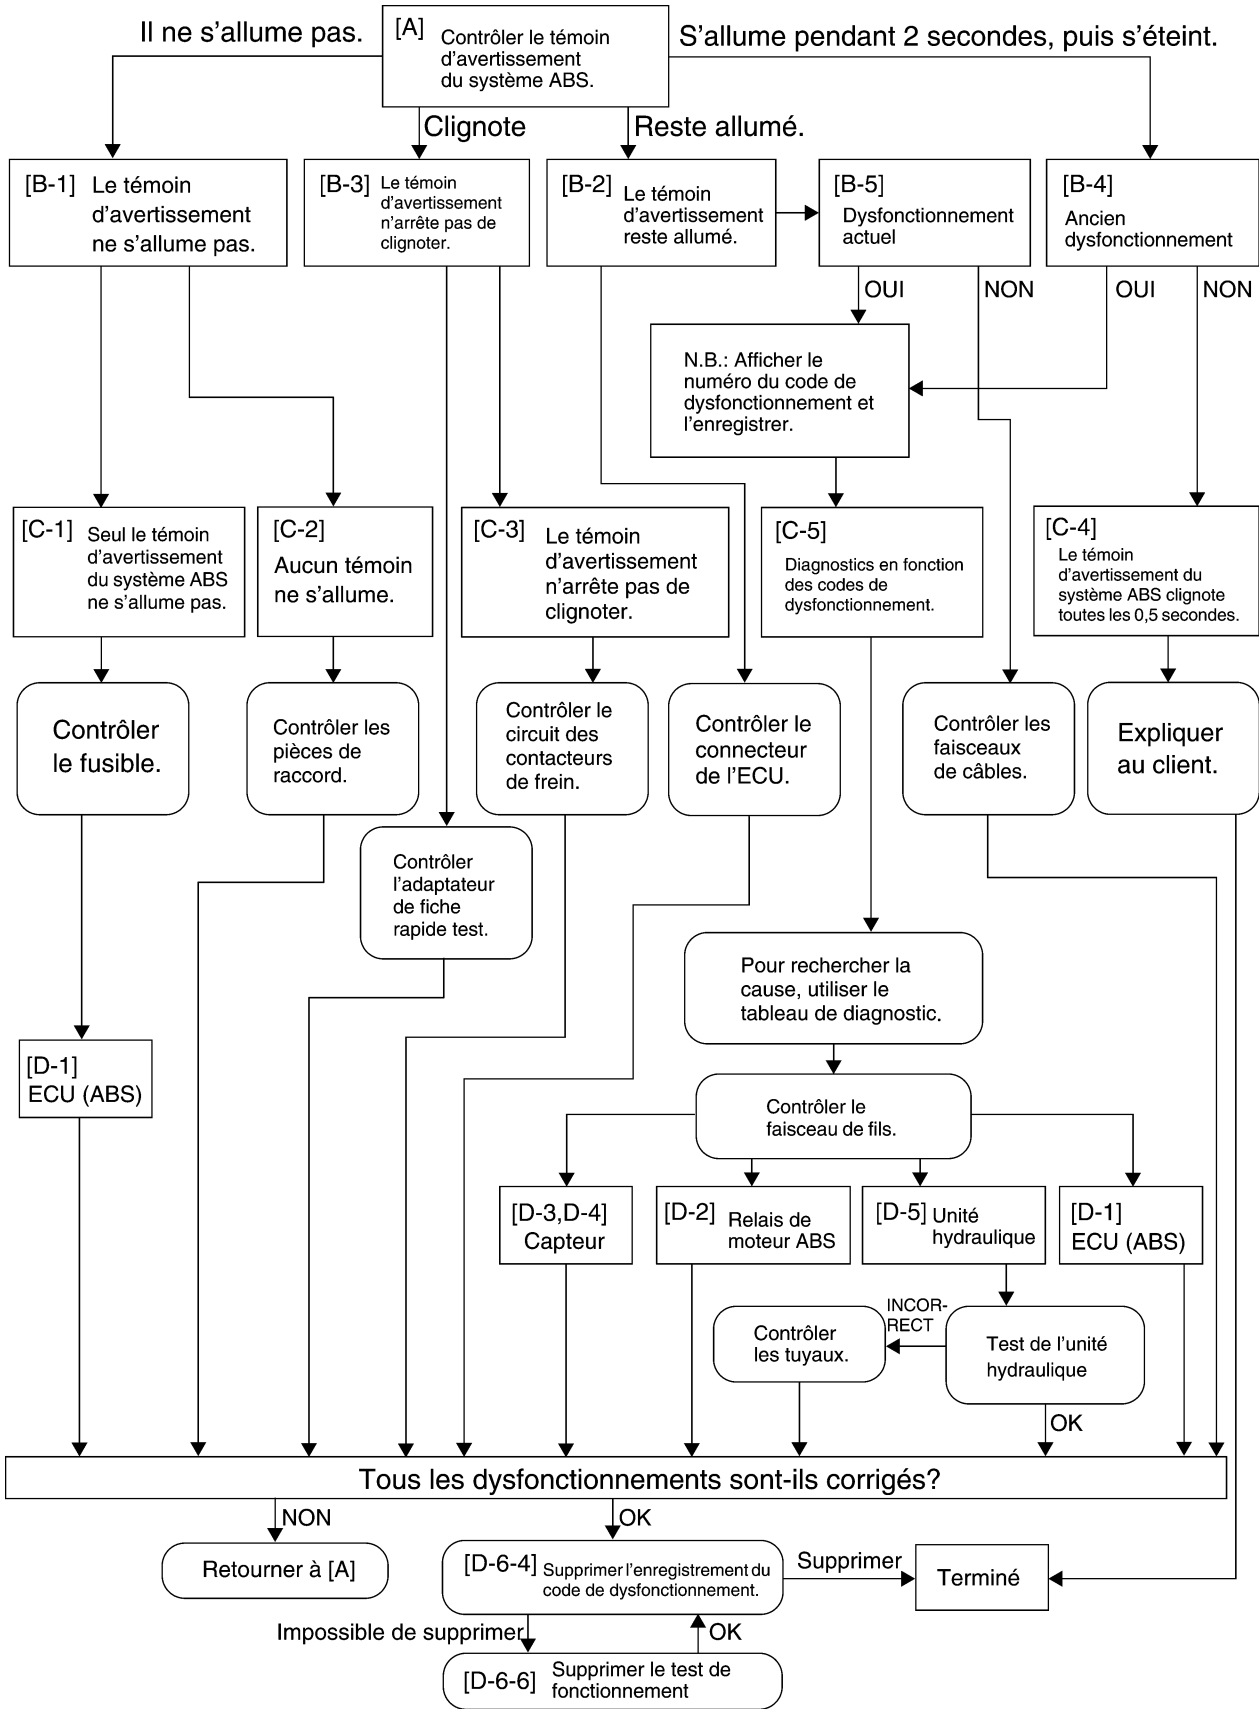 Il ne s'allume pas.
[A] Contrôler le témoin
d'avertissement
du système ABS.
S'allume pendant 2 secondes, puis s'éteint.
Clignote
Reste allumé.
[B-1] Le témoin
d'avertissement
ne s'allume pas.
[B-3] Le témoin
d'avertissement
n'arrête pas de
clignoter.
[B-2] Le témoin
d'avertissement
reste allumé.
[B-5]
Dysfonctionnement
actuel
[B-4]
Ancien
dysfonctionnement
OUI
NON
OUI
NON
N.B.: Afficher le
numéro du code de
dysfonctionnement et
l'enregistrer.
[C-1] Seul le témoin
d'avertissement
du système ABS
ne s'allume pas.
[C-2]
Aucun témoin
ne s'allume.
[C-3] Le témoin
d'avertissement
n'arrête pas de
clignoter.
[C-5]
Diagnostics en fonction
des codes de
dysfonctionnement.
[C-4]
Le témoin
d'avertissement du
système ABS clignote
toutes les 0,5 secondes.
Contrôler
le fusible.
Contrôler les
pièces de
raccord.
Contrôler le
circuit des
contacteurs
de frein.
Contrôler le
connecteur
de l'ECU.
Contrôler les
faisceaux
de câbles.
Expliquer
au client.
Contrôler
l'adaptateur
de fiche
rapide test.
Pour rechercher la
cause, utiliser le
tableau de diagnostic.
[D-1]
ECU (ABS)
Contrôler le
faisceau de fils.
[D-3,D-4]
Capteur
[D-2] Relais de
moteur ABS
[D-5] Unité
hydraulique
[D-1]
ECU (ABS)
INCOR-
RECT
Contrôler
les tuyaux.
Test de l'unité
hydraulique
OK
Tous les dysfonctionnements sont-ils corrigés?
NON
OK
Retourner à [A]
[D-6-4] Supprimer l'enregistrement du
code de dysfonctionnement.
Supprimer
Terminé
Impossible de supprimer
OK
[D-6-6] Supprimer le test de
fonctionnement